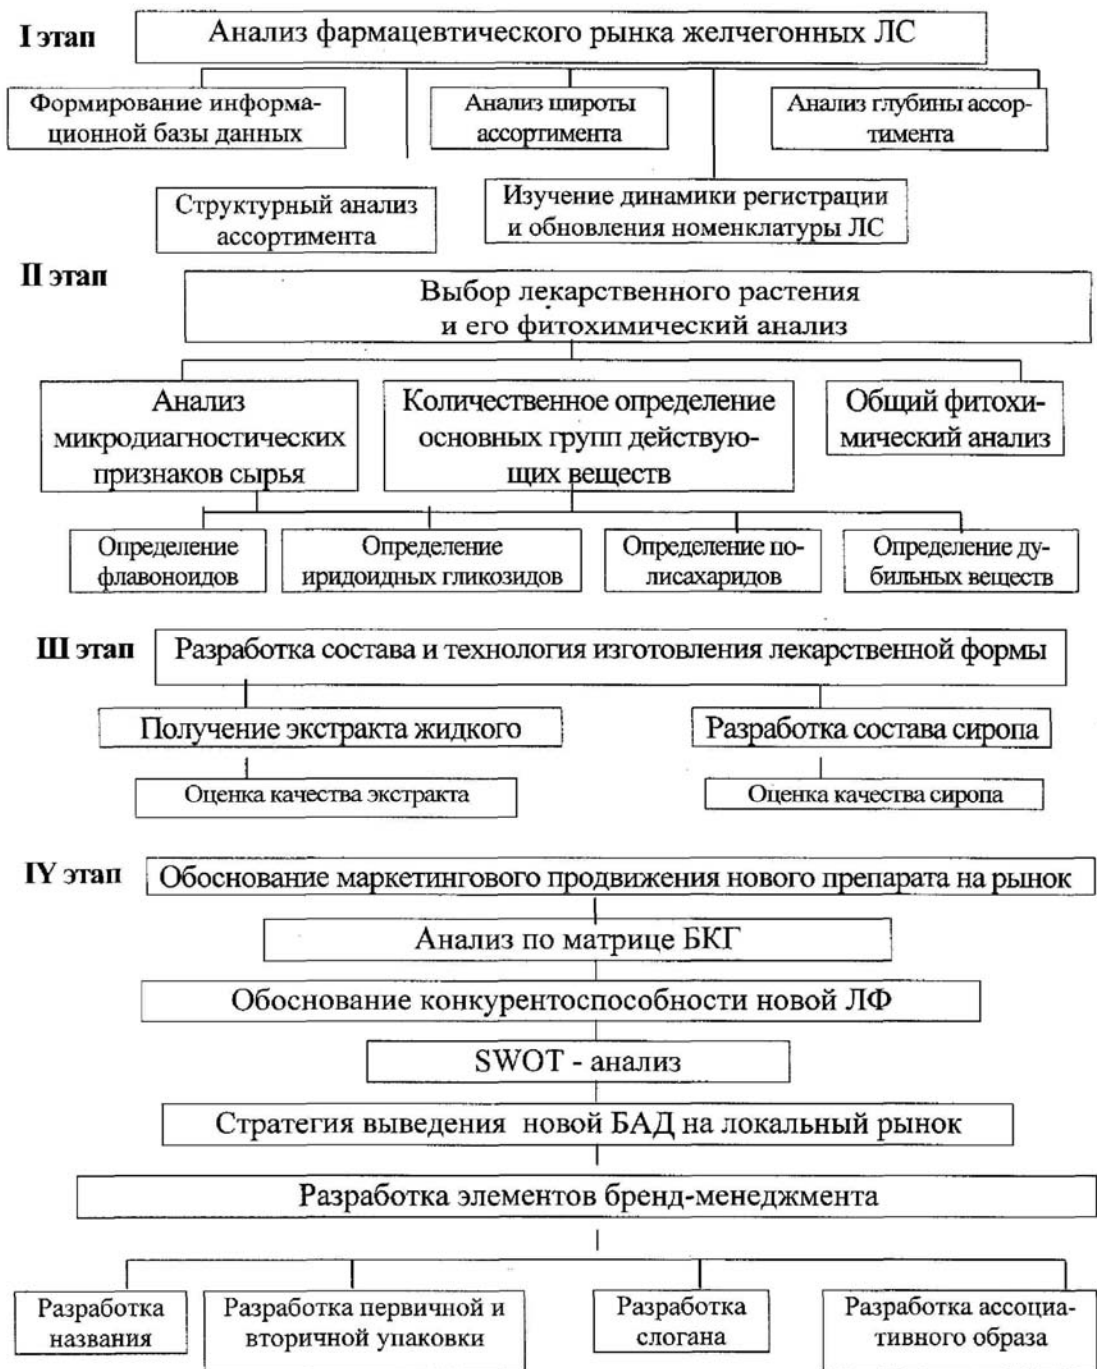 I этап
Анализ фармацевтического рынка желчегонных ЛС
Формирование информа-
ционной базы данных
Анализ широты
ассортимента
Анализ глубины ассор-
тимента
Структурный анализ
ассортимента
Изучение динамики регистрации
и обновления номенклатуры ЛС
II этап
Выбор лекарственного растения
и его фитохимический анализ
Анализ
микродиагностических
признаков сырья
Количественное определение
основных групп действую-
щих веществ
Общий фитохи-
мический анализ
Определение
флавоноидов
Определение
иридоидных гликозидов
Определение по-
лисахаридов
Определение ду-
бильных веществ
III этап
Разработка состава и технология изготовления лекарственной формы
Получение экстракта жидкого
Разработка состава сиропа
Оценка качества экстракта
Оценка качества сиропа
IY этап
Обоснование маркетингового продвижения нового препарата на рынок
Анализ по матрице БКГ
Обоснование конкурентоспособности новой ЛФ
SWOT - анализ
Стратегия выведения новой БАД на локальный рынок
Разработка элементов бренд-менеджмента
Разработка
названия
Разработка первичной и
вторичной упаковки
Разработка
слогана
Разработка ассоциа-
тивного образа